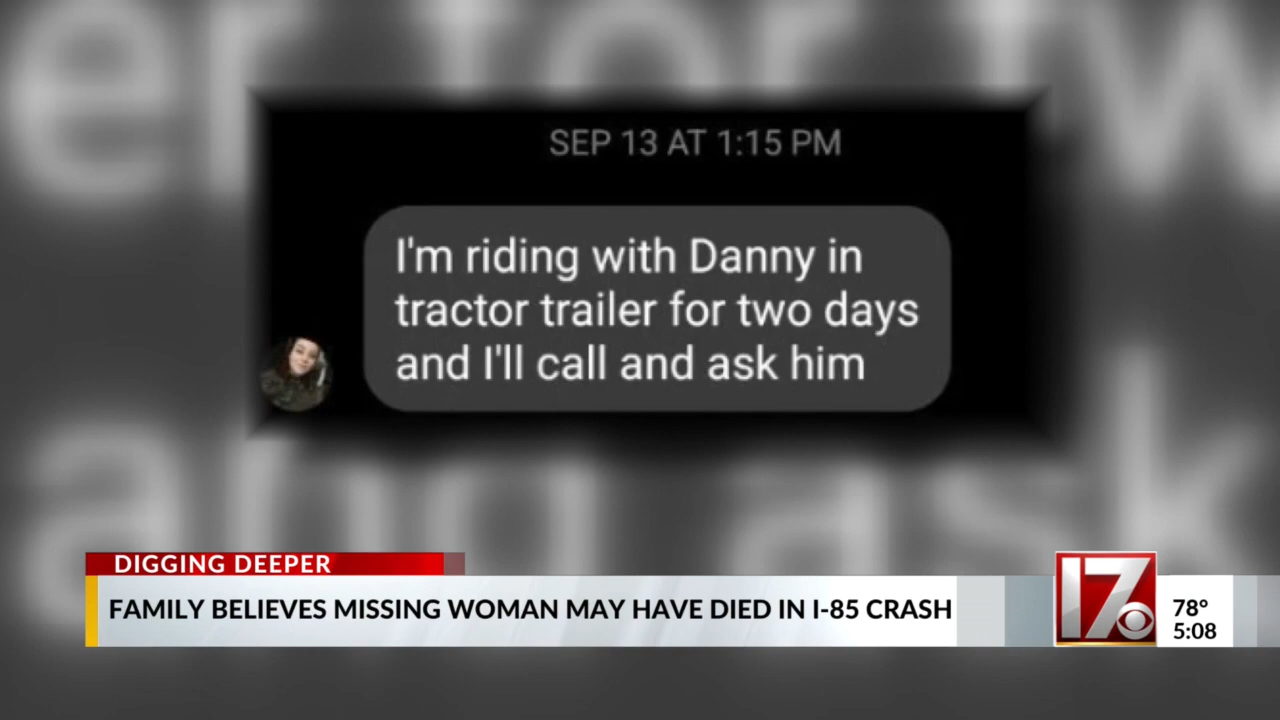 SEP 13 AT 1:15 PM
I'm riding with Danny in
tractor trailer for two days
and I'll call and ask him
DIGGING DEEPER
FAMILY BELIEVES MISSING WOMAN MAY HAVE DIED IN I-85 CRASH
17
78°
5:08